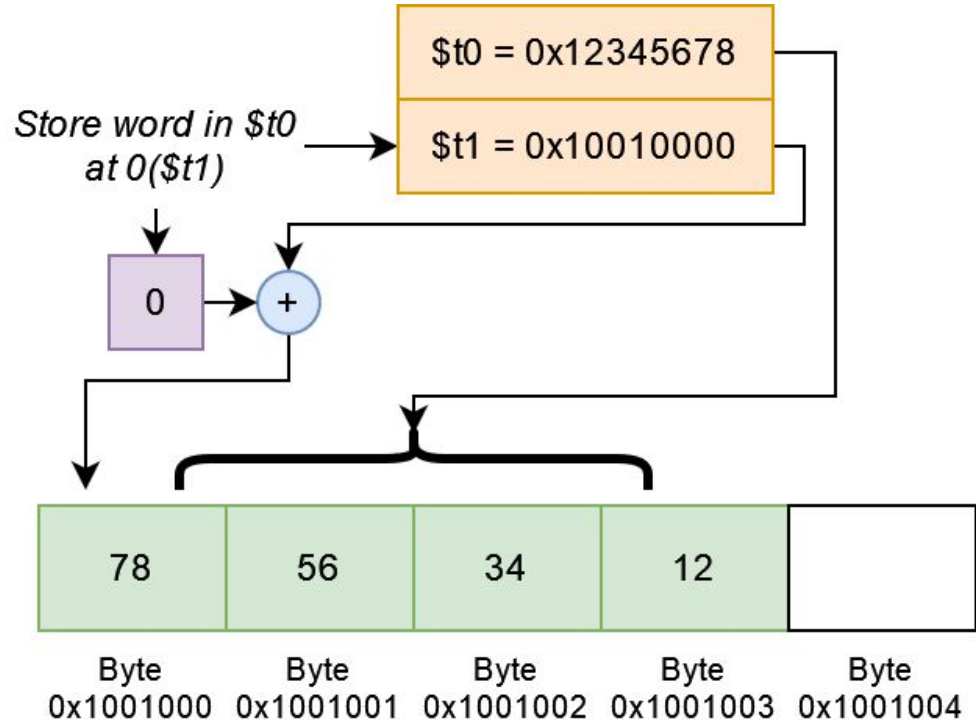 $t0 = 0x12345678
Store word in $t0
at 0($t1)
$t1 = 0x10010000
0
+
78
56
34
12
Byte
0x1001000
Byte
0x1001001
Byte
0x1001002
Byte
0x1001003
Byte
0x1001004